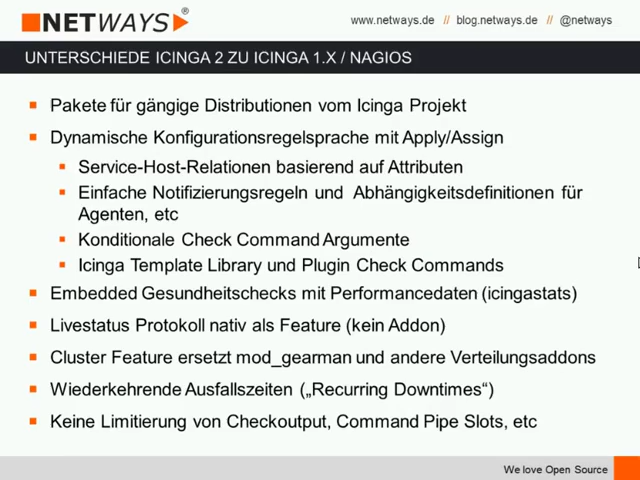 NETWAYS®
www.netways.de // blog.netways.de // @netways
UNTERSCHIEDE ICINGA 2 ZU ICINGA 1.X / NAGIOS
Pakete für gängige Distributionen vom Icinga Projekt
Dynamische Konfigurationsregelsprache mit Apply/Assign
Service-Host-Relationen basierend auf Attributen
Einfache Notifizierungsregeln und Abhängigkeitsdefinitionen für
Agenten, etc
Konditionale Check Command Argumente
Icinga Template Library und Plugin Check Commands
Embedded Gesundheitschecks mit Performancedaten (icingastats)
Livestatus Protokoll nativ als Feature (kein Addon)
Cluster Feature ersetzt mod_gearman und andere Verteilungsaddons
Wiederkehrende Ausfallszeiten („Recurring Downtimes“)
Keine Limitierung von Checkoutput, Command Pipe Slots, etc
We love Open Source